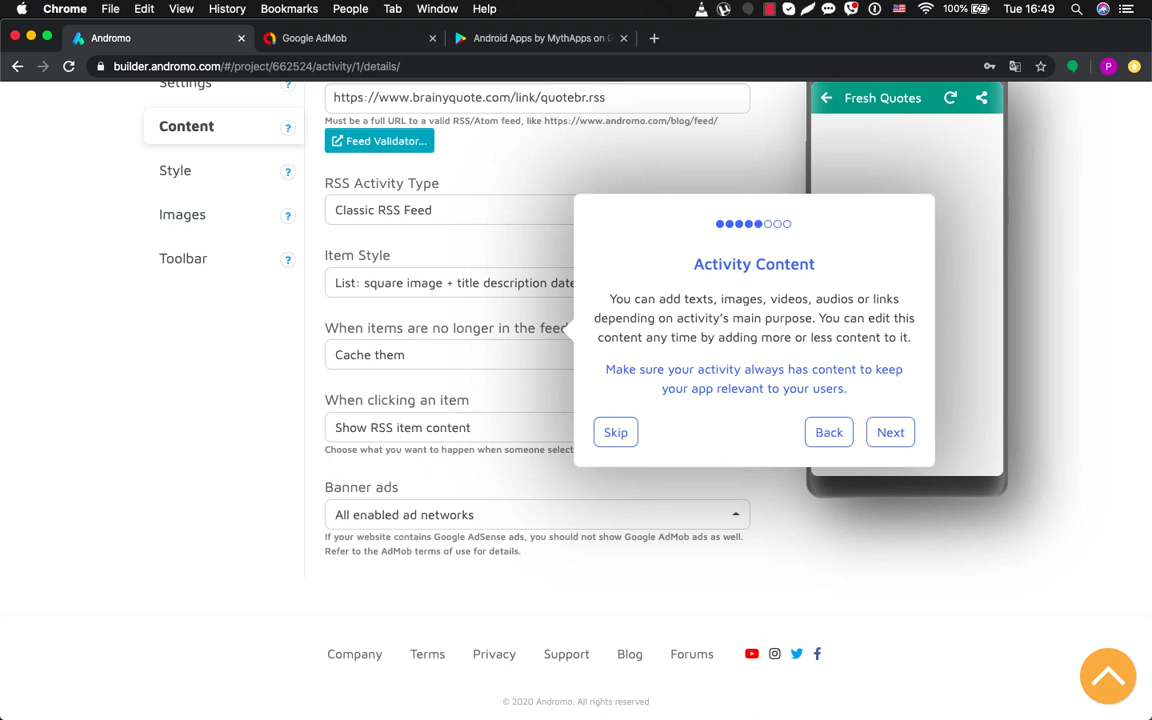 Chrome File Edit View History Bookmarks People Tab Window Help 100% Tue 16:49
Andromo
Google AdMob
Android Apps by MythApps on G
builder.andromo.com/#/project/662524/activity/1/details/
P
Settings ?
Content ?
Style ?
Images ?
Toolbar ?
https://www.brainyquote.com/link/quotebr.rss
Must be a full URL to a valid RSS/Atom feed, like https://www.andromo.com/blog/feed/
Feed Validator...
RSS Activity Type
Classic RSS Feed
Item Style
List: square image + title description date
When items are no longer in the feed
Cache them
When clicking an item
Show RSS item content
Choose what you want to happen when someone select
Banner ads
All enabled ad networks
If your website contains Google AdSense ads, you should not show Google AdMob ads as well.
Refer to the AdMob terms of use for details.
Fresh Quotes
Activity Content
You can add texts, images, videos, audios or links
depending on activity's main purpose. You can edit this
content any time by adding more or less content to it.
Make sure your activity always has content to keep
your app relevant to your users.
Skip Back Next
Company Terms Privacy Support Blog Forums
© 2020 Andromo. All rights reserved